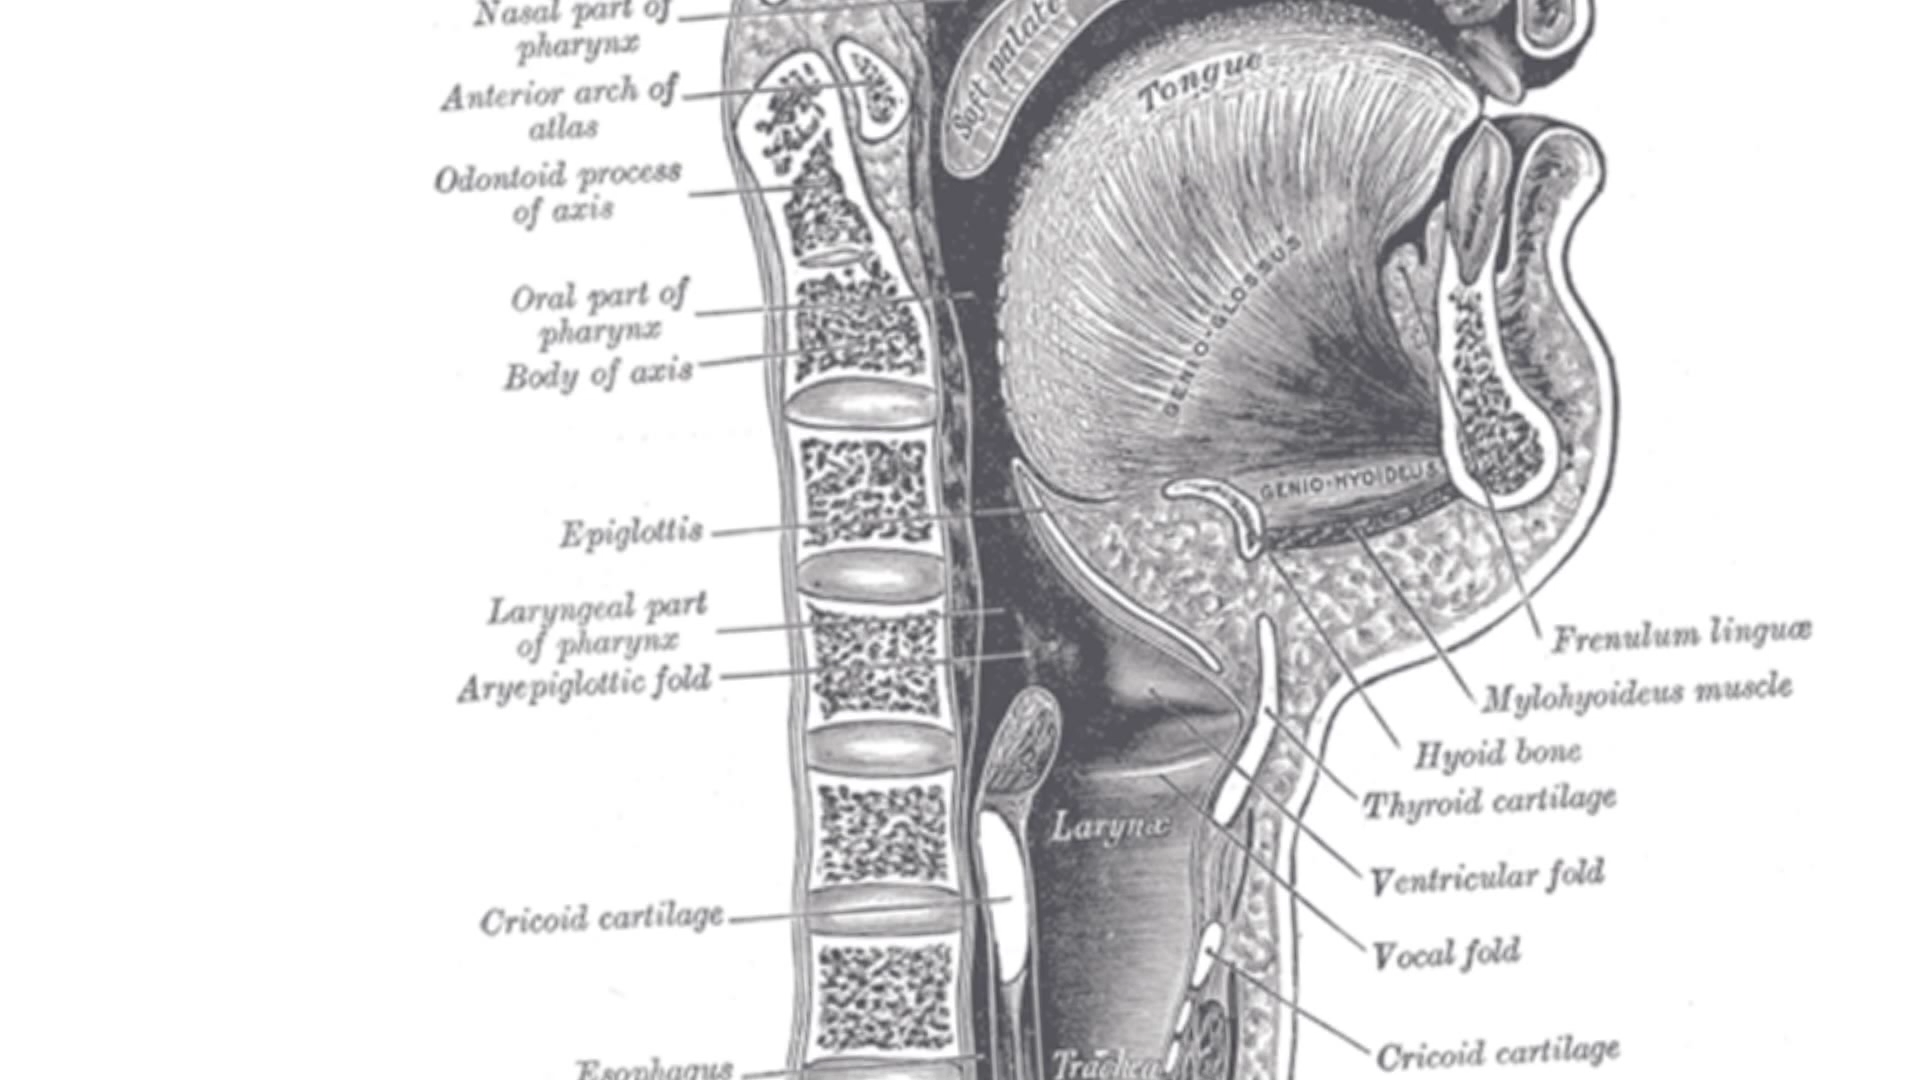 Nasal part of
pharynx
Anterior arch of
atlas
Odontoid process
of axis
Oral part of
pharynx
Body of axis
Epiglottis
Laryngeal part
of pharynx
Aryepiglottic fold
Cricoid cartilage
Esophagus
Soft palate
Tongue
GENIO-GLOSSUS
GENIO-HYOIDEUS
Larynx
Trachea
Frenulum linguæ
Mylohyoideus muscle
Hyoid bone
Thyroid cartilage
Ventricular fold
Vocal fold
Cricoid cartilage